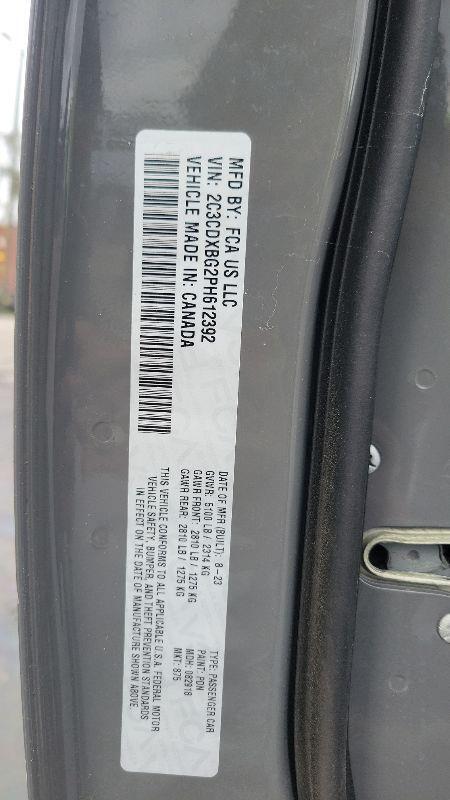 MFD BY: FCA US LLC
VIN: 2C3CDXBG2PH612392
VEHICLE MADE IN: CANADA
DATE OF MFR (BUILT): 8-23
GVWR: 5100 LB / 2314 KG
GAWR FRONT: 2810 LB / 1275 KG
GAWR REAR: 2810 LB / 1275 KG
TYPE: PASSENGER CAR
PAINT: PDN
MDH: 082918
MKT: 875
THIS VEHICLE CONFORMS TO ALL APPLICABLE U.S.A. FEDERAL MOTOR
VEHICLE SAFETY, BUMPER, AND THEFT PREVENTION STANDARDS
IN EFFECT ON THE DATE OF MANUFACTURE SHOWN ABOVE.